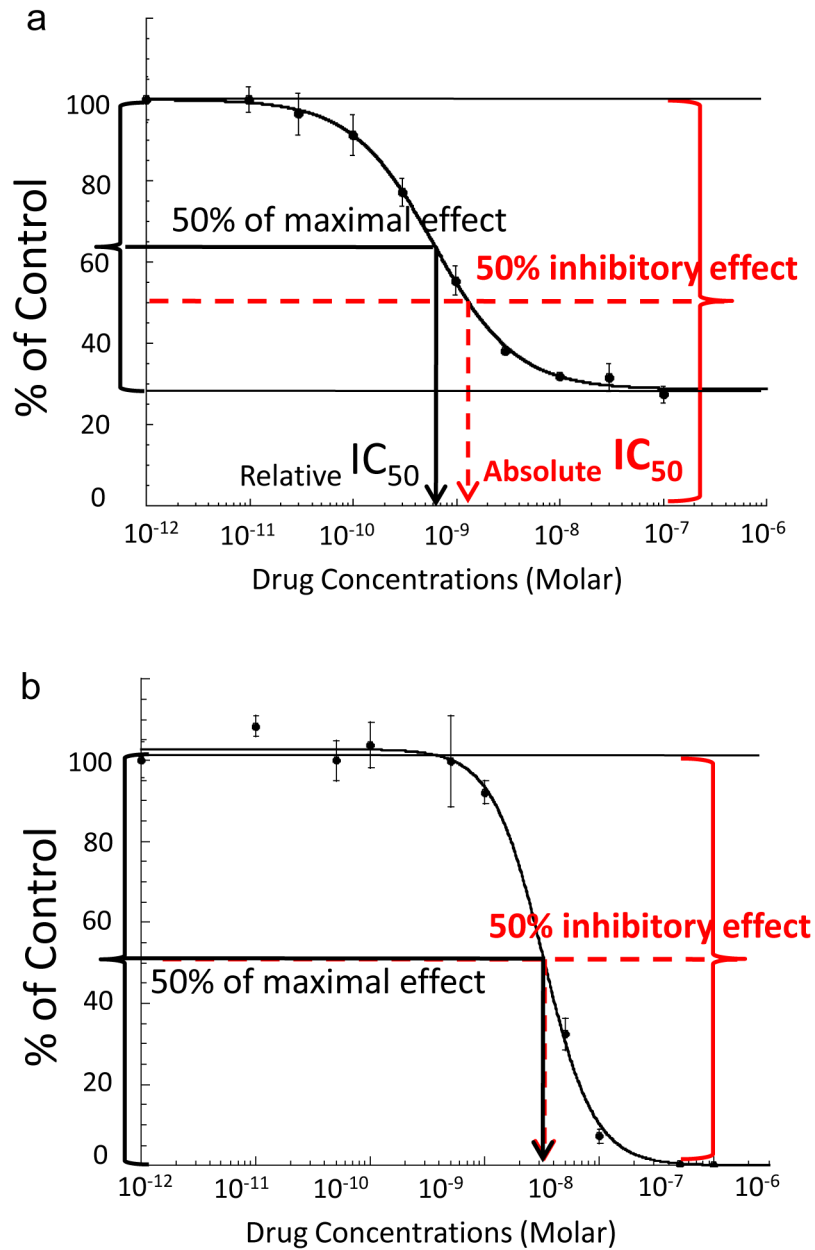 a
100
80
60
40
20
0
% of Control
50% of maximal effect
50% inhibitory effect
Relative IC50
Absolute IC50
10-12
10-11
10-10
10-9
10-8
10-7
10-6
Drug Concentrations (Molar)
b
100
80
60
40
20
0
% of Control
50% inhibitory effect
50% of maximal effect
10-12
10-11
10-10
10-9
10-8
10-7
10-6
Drug Concentrations (Molar)